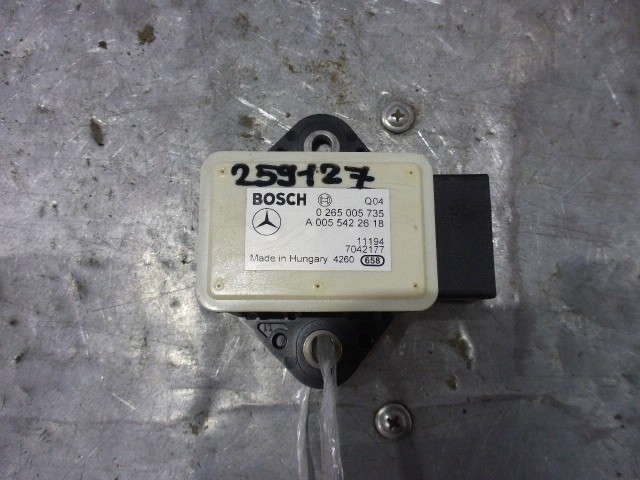 259127
BOSCH Q04
0 265 005 735
A 005 542 26 18
11194
7042177
Made in Hungary 4260 658